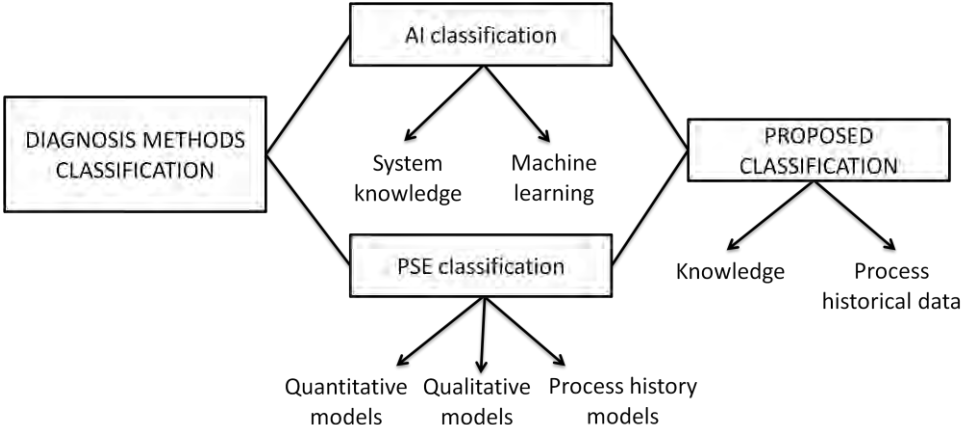 AI classification
DIAGNOSIS METHODS
CLASSIFICATION
System
knowledge
Machine
learning
PROPOSED
CLASSIFICATION
PSE classification
Knowledge
Process
historical data
Quantitative
models
Qualitative
models
Process history
models